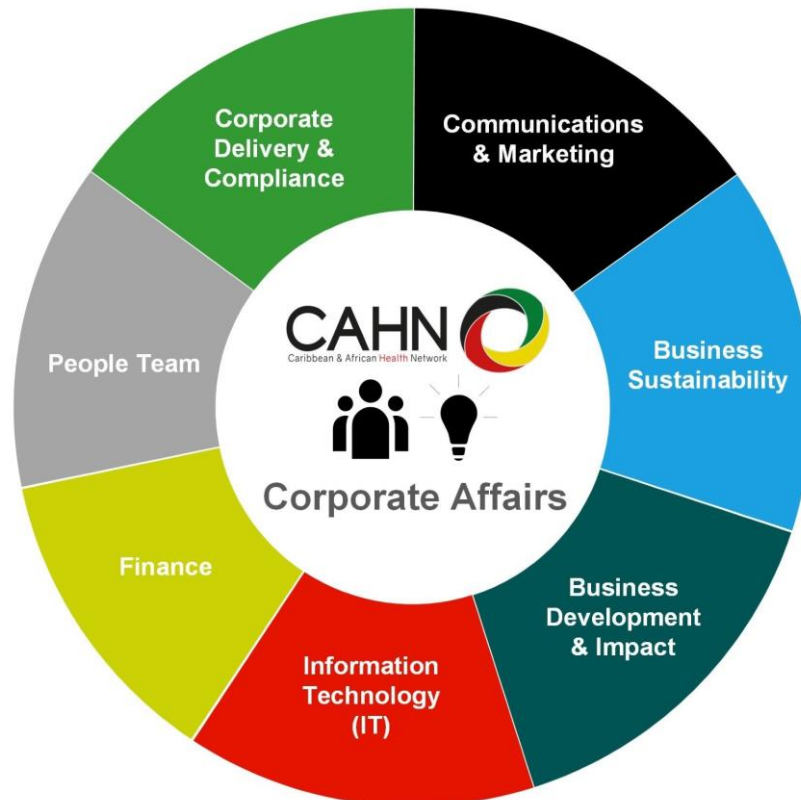 Corporate
Delivery &
Compliance
Communications
& Marketing
People Team
CAHN
Caribbean & African Health Network
Business
Sustainability
Corporate Affairs
Finance
Business
Development
& Impact
Information
Technology
(IT)